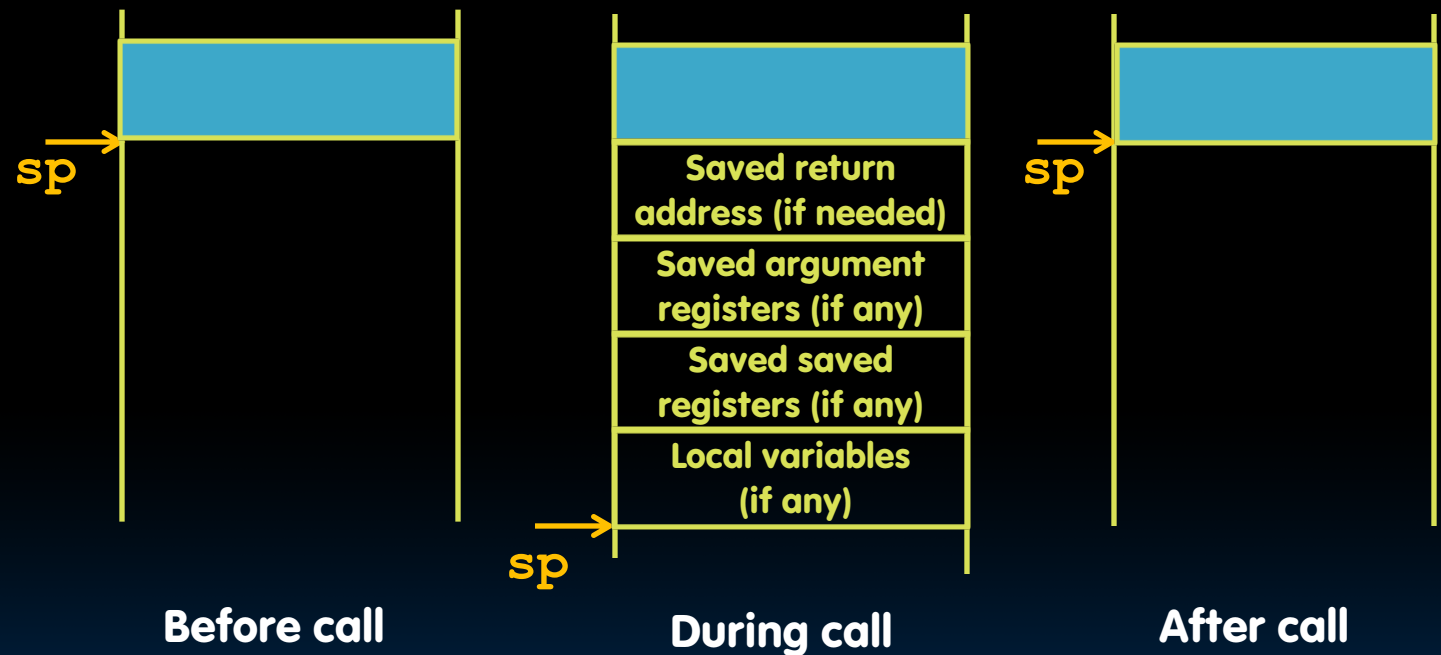 sp
Before call
Saved return
address (if needed)
Saved argument
registers (if any)
Saved saved
registers (if any)
Local variables
(if any)
sp
During call
sp
After call